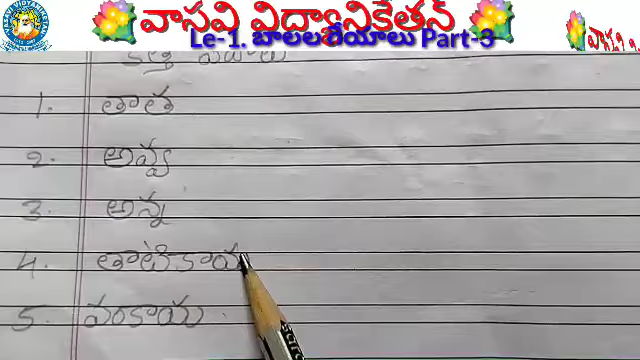 వాసవి విద్యానికేతన్
Le-1. బాలల గేయాలు Part-3
1. తాత
2. అవ్వ
3. అన్న
4. తాటికాయ
5. వంకాయ